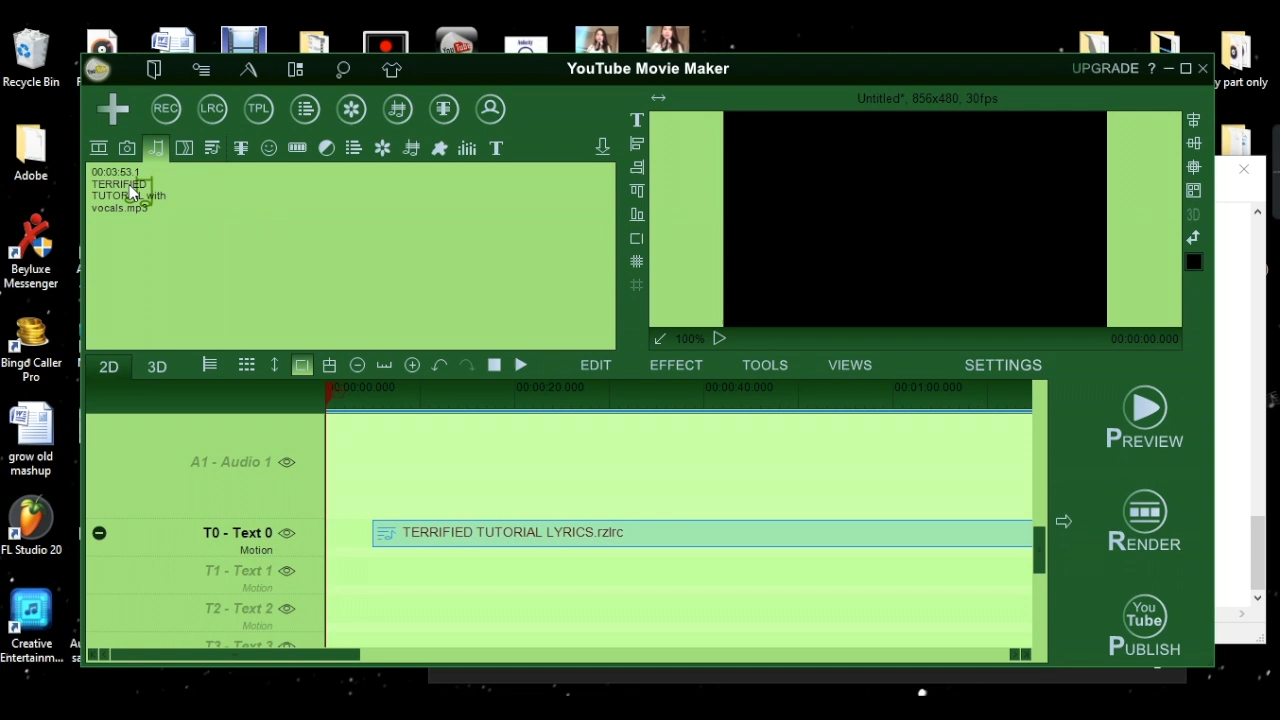 Recycle Bin
Adobe
Beyluxe
Messenger
Bingd Caller
Pro
grow old
mashup
FL Studio 20
Creative
Entertainm...
YouTube Movie Maker
UPGRADE ?
y part only
REC
LRC
TPL
Untitled*, 856x480, 30fps
00:03:53.1
TERRIFIED
TUTORIAL with
vocals.mp3
3D
100%
00:00:00.000
2D
3D
EDIT
EFFECT
TOOLS
VIEWS
SETTINGS
00:00:00.000
00:00:20.000
00:00:40.000
00:01:00.000
A1 - Audio 1
T0 - Text 0
Motion
TERRIFIED TUTORIAL LYRICS.rzlrc
T1 - Text 1
Motion
T2 - Text 2
Motion
T3 - Text 3
PREVIEW
RENDER
You
Tube
PUBLISH